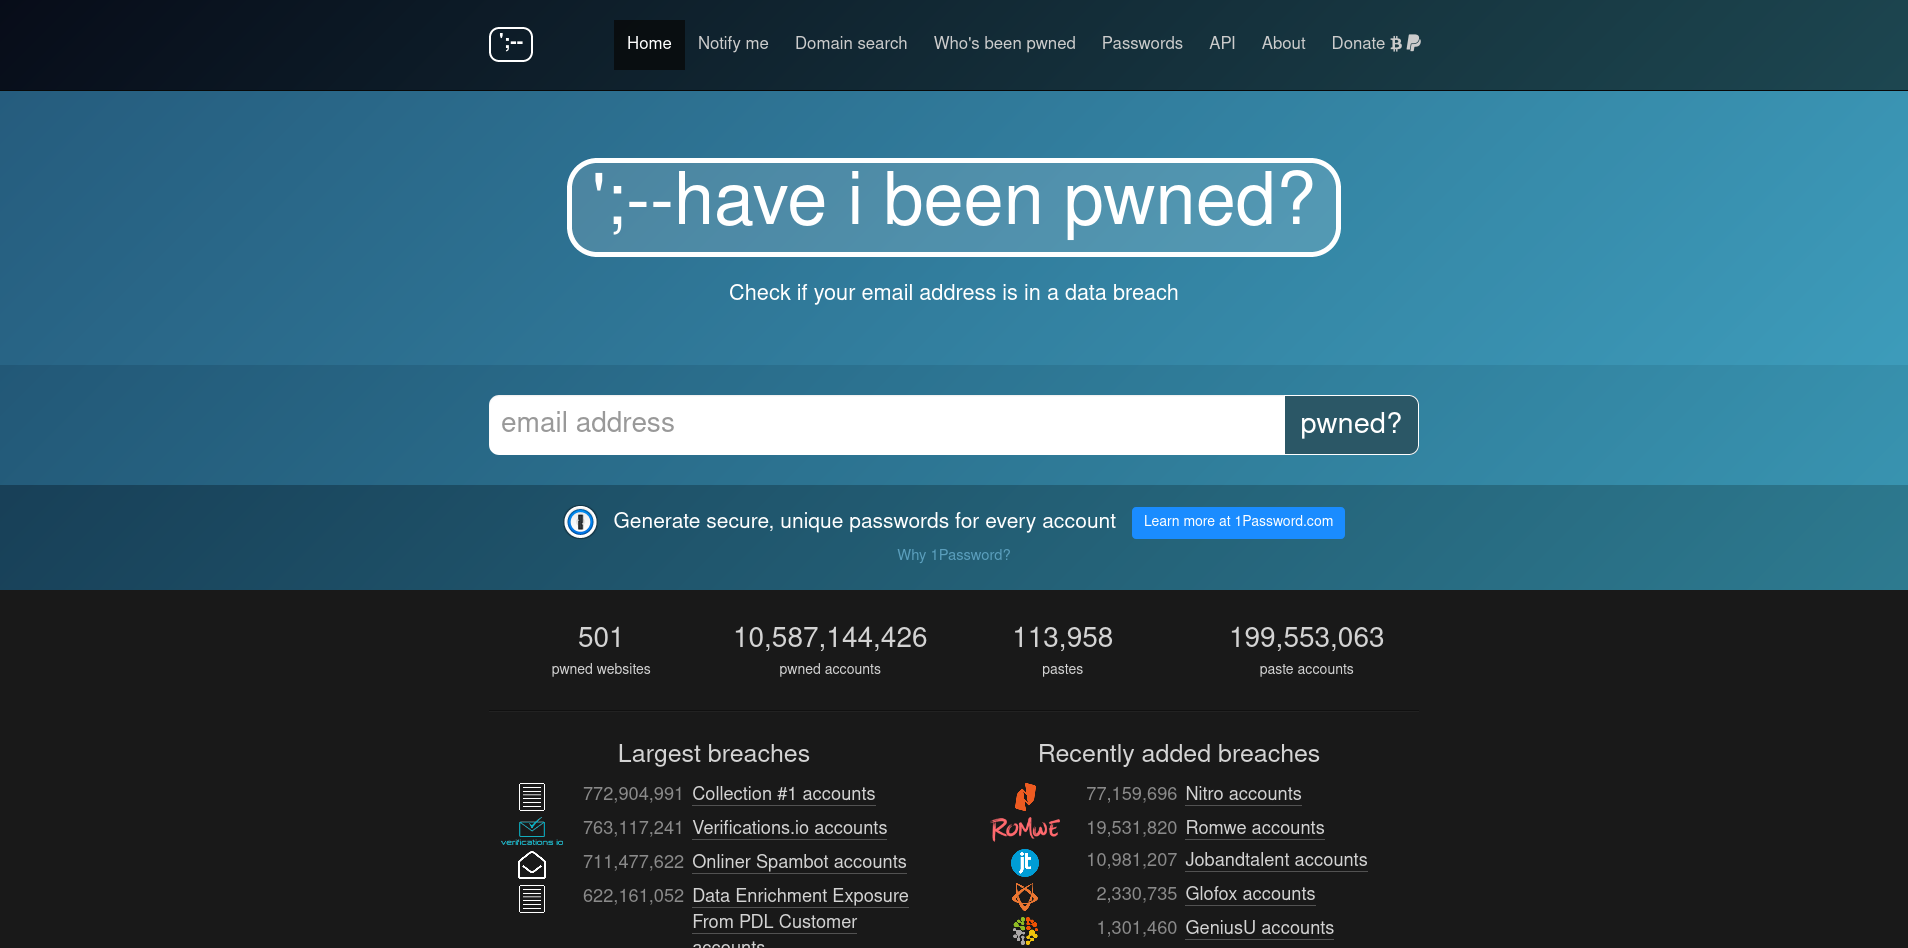 ';--
Home
Notify me
Domain search
Who's been pwned
Passwords
API
About
Donate
';--have i been pwned?
Check if your email address is in a data breach
email address
pwned?
Generate secure, unique passwords for every account
Learn more at 1Password.com
Why 1Password?
501
pwned websites
10,587,144,426
pwned accounts
113,958
pastes
199,553,063
paste accounts
Largest breaches
772,904,991 Collection #1 accounts
verifications io
763,117,241 Verifications.io accounts
711,477,622 Onliner Spambot accounts
622,161,052 Data Enrichment Exposure
From PDL Customer
accounts
Recently added breaches
77,159,696 Nitro accounts
ROMWE
19,531,820 Romwe accounts
jt
10,981,207 Jobandtalent accounts
2,330,735 Glofox accounts
1,301,460 GeniusU accounts